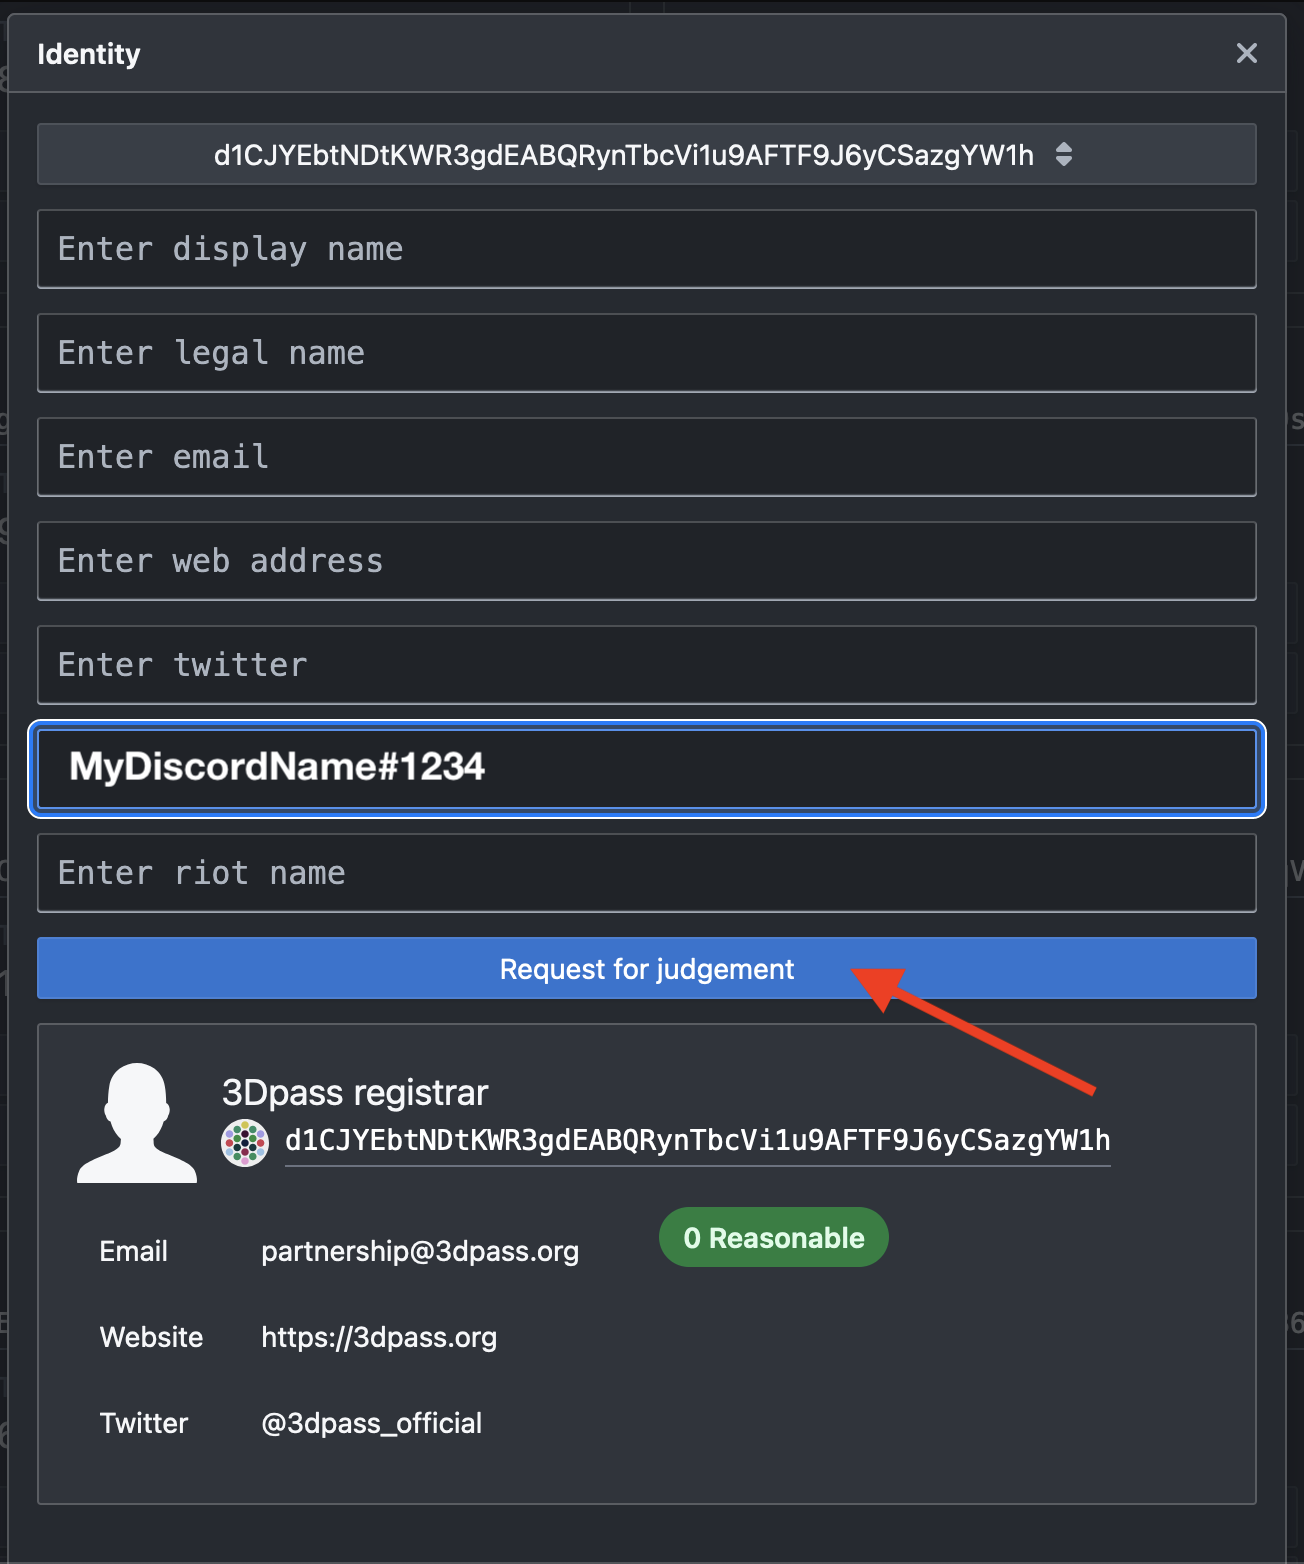 Identity
d1CJYEbtNDtKWR3gdEABQRynTbcVi1u9AFTF9J6yCSazgYW1h
Enter display name
Enter legal name
Enter email
Enter web address
Enter twitter
MyDiscordName#1234
Enter riot name
Request for judgement
3Dpass registrar
d1CJYEbtNDtKWR3gdEABQRynTbcVi1u9AFTF9J6yCSazgYW1h
Email partnership@3dpass.org 0 Reasonable
Website https://3dpass.org
Twitter @3dpass_official